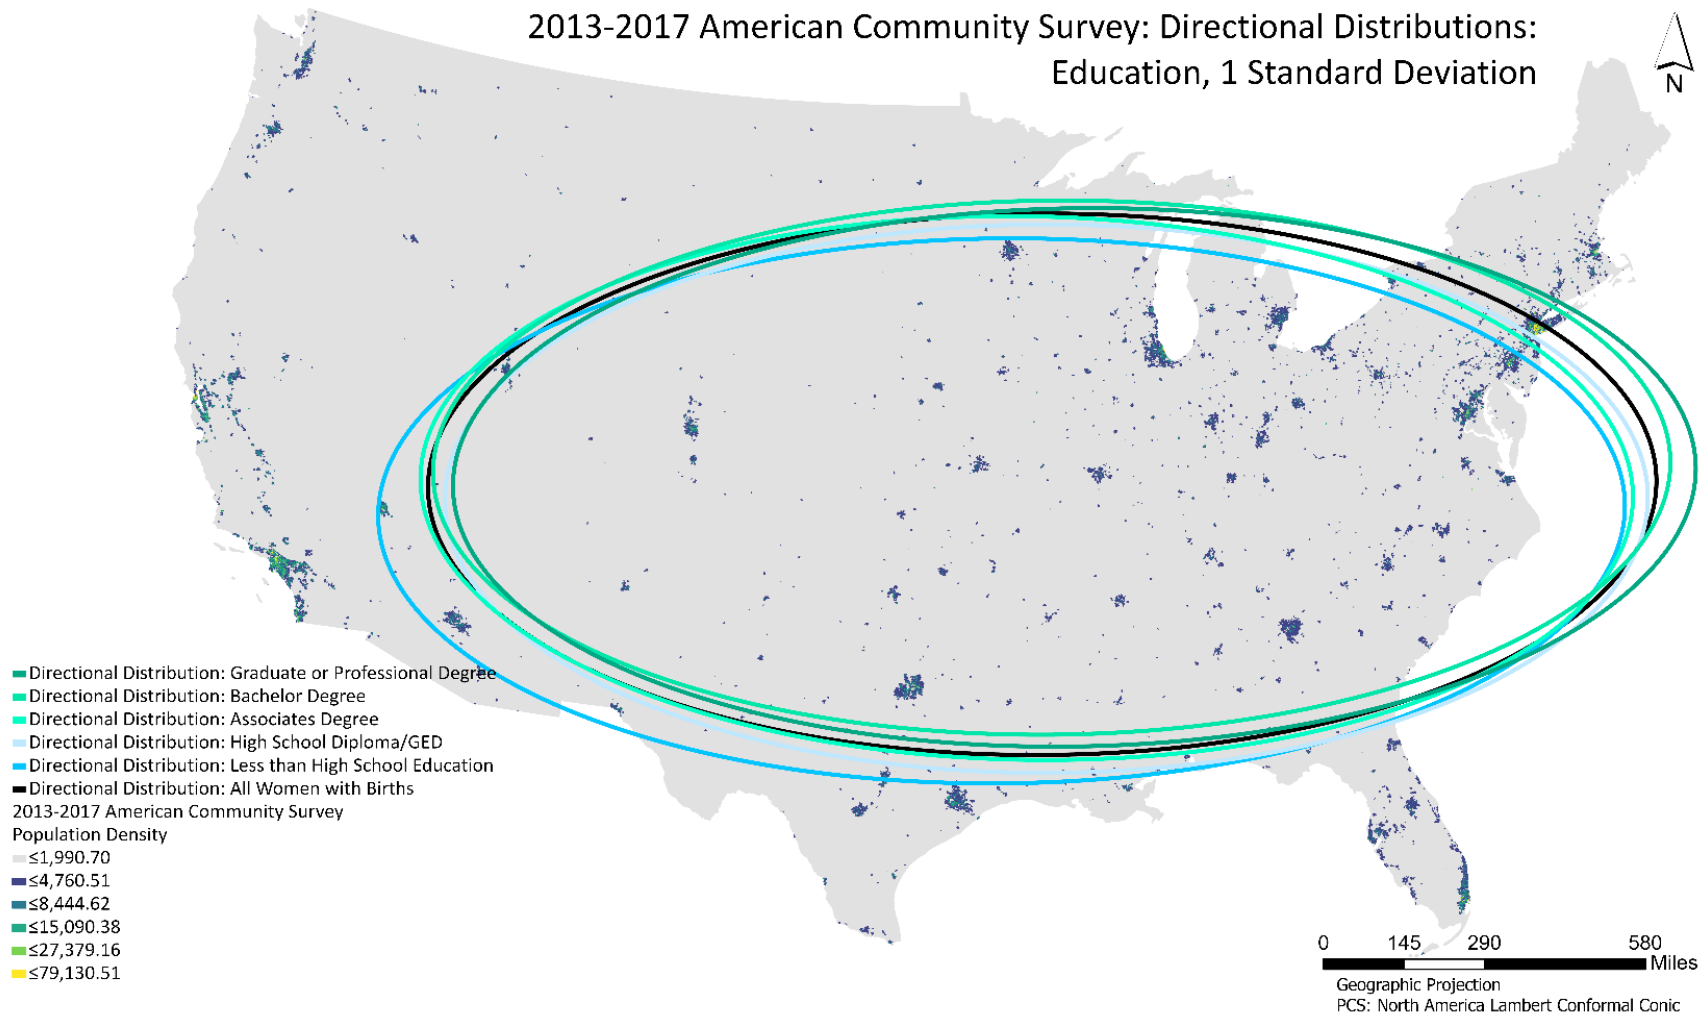 2013-2017 American Community Survey: Directional Distributions:
Education, 1 Standard Deviation
N
Directional Distribution: Graduate or Professional Degree
Directional Distribution: Bachelor Degree
Directional Distribution: Associates Degree
Directional Distribution: High School Diploma/GED
Directional Distribution: Less than High School Education
Directional Distribution: All Women with Births
2013-2017 American Community Survey
Population Density
≤1,990.70
≤4,760.51
≤8,444.62
≤15,090.38
≤27,379.16
≤79,130.51
0 145 290 580
Miles
Geographic Projection
PCS: North America Lambert Conformal Conic